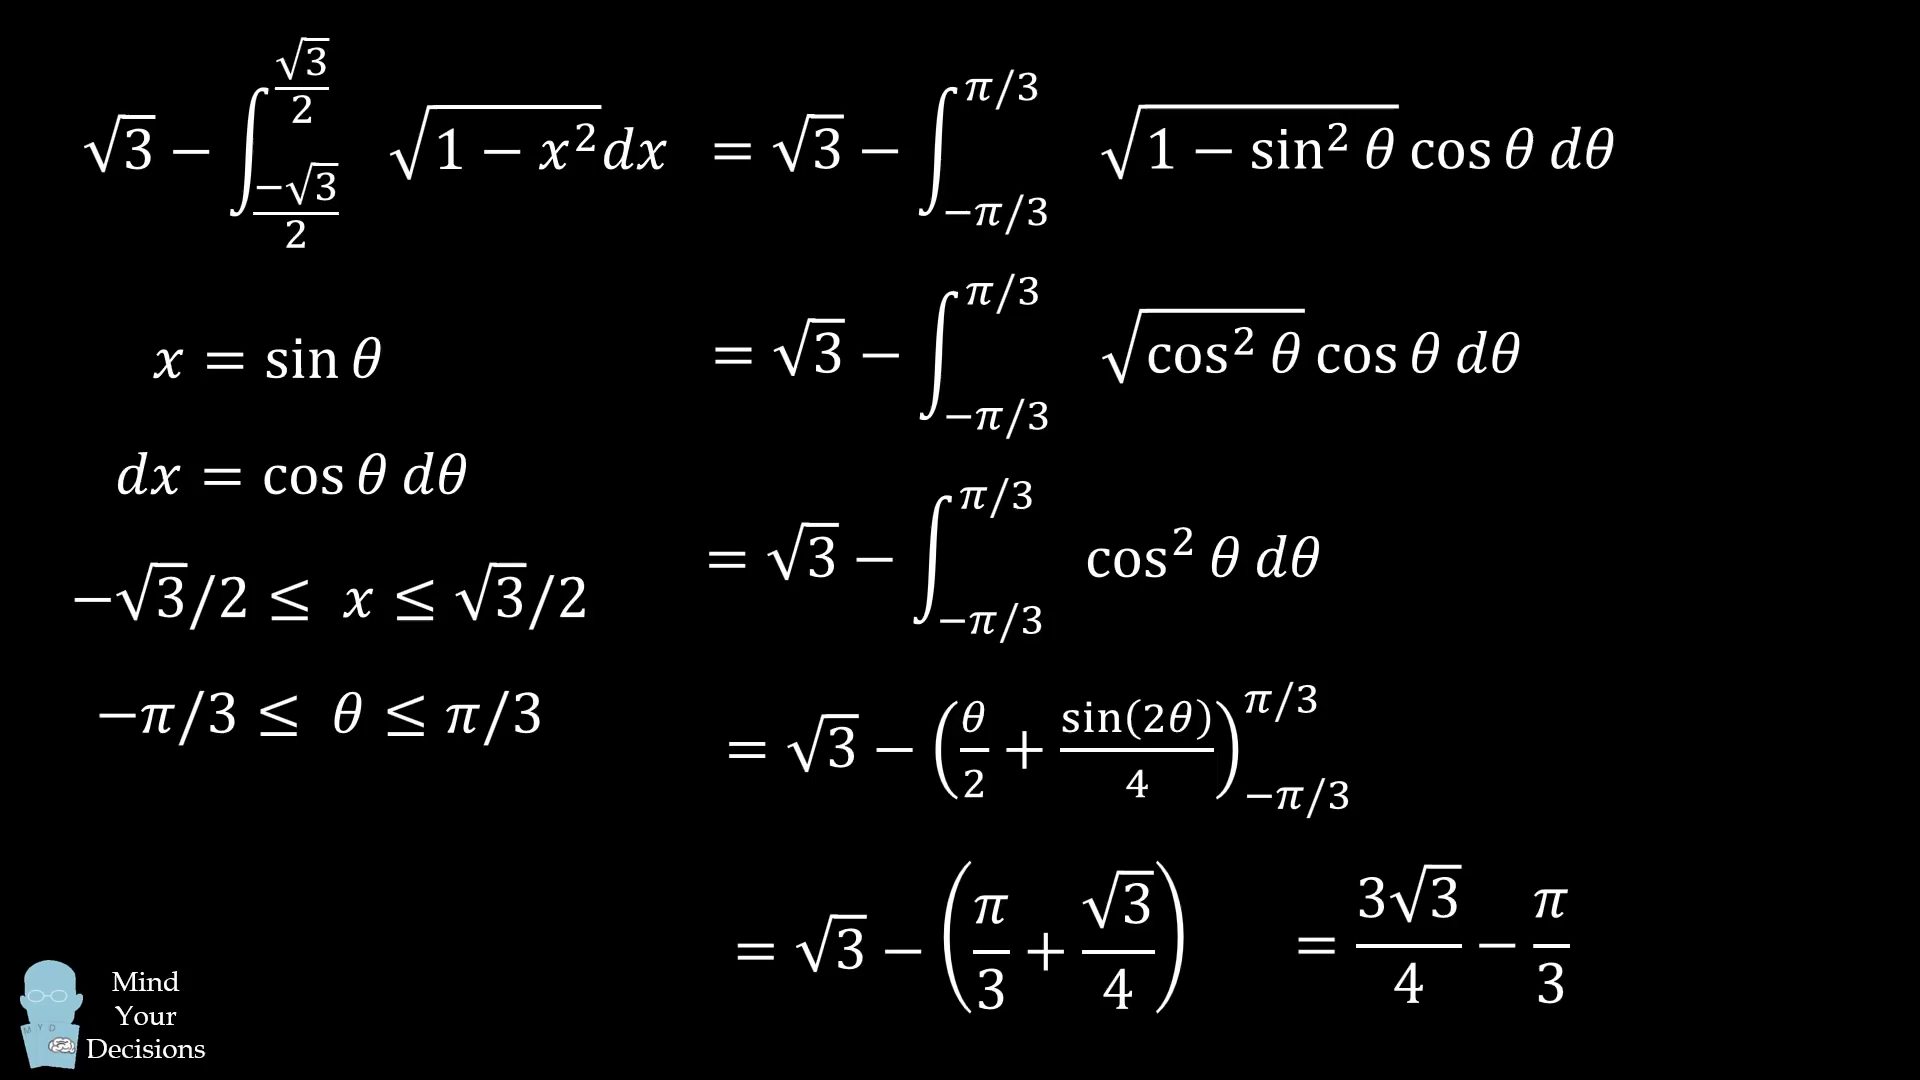 √3 − ∫_{−√3/2}^{√3/2} √(1 − x²) dx = √3 − ∫_{−π/3}^{π/3} √(1 − sin² θ) cos θ dθ
x = sin θ
= √3 − ∫_{−π/3}^{π/3} √(cos² θ) cos θ dθ
dx = cos θ dθ
= √3 − ∫_{−π/3}^{π/3} cos² θ dθ
−√3/2 ≤ x ≤ √3/2
−π/3 ≤ θ ≤ π/3
= √3 − (θ/2 + sin(2θ)/4)_{−π/3}^{π/3}
= √3 − (π/3 + √3/4) = 3√3/4 − π/3
M Y D
Mind
Your
Decisions